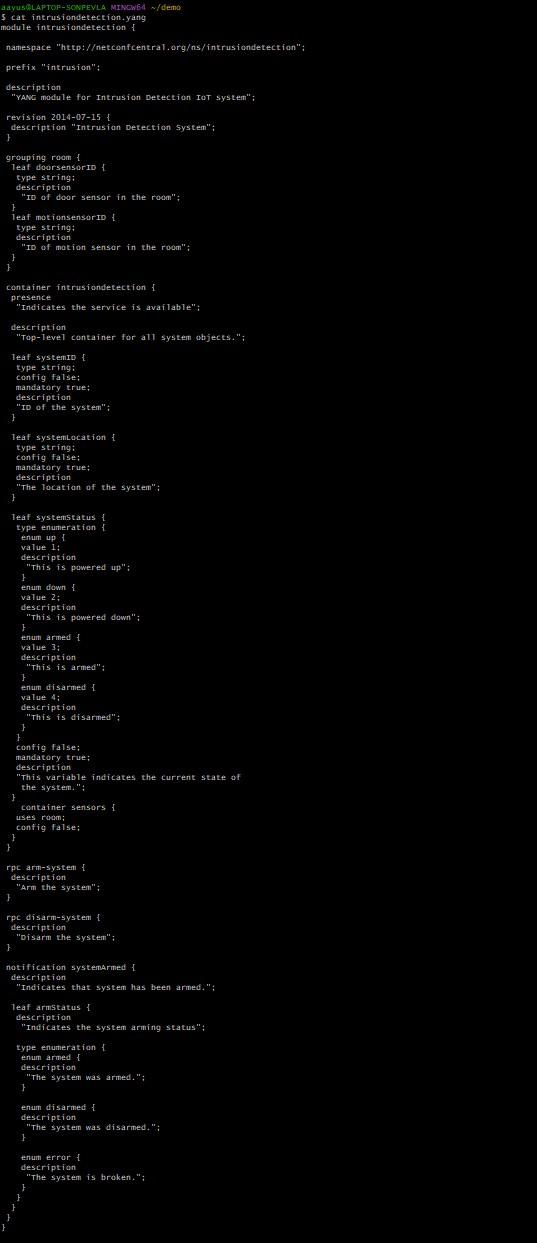 aayus@LAPTOP-SONPEVLA MINGW64 ~/demo
$ cat intrusiondetection.yang
module intrusiondetection {
namespace "http://netconfcentral.org/ns/intrusiondetection";
prefix "intrusion";
description
"YANG module for Intrusion Detection IoT system";
revision 2014-07-15 {
description "Intrusion Detection System";
}
grouping room {
leaf doorsensorID {
type string;
description
"ID of door sensor in the room";
}
leaf motionsensorID {
type string;
description
"ID of motion sensor in the room";
}
}
container intrusiondetection {
presence
"Indicates the service is available";
description
"Top-level container for all system objects.";
leaf systemID {
type string;
config false;
mandatory true;
description
"ID of the system";
}
leaf systemLocation {
type string;
config false;
mandatory true;
description
"The location of the system";
}
leaf systemStatus {
type enumeration {
enum up {
value 1;
description
"This is powered up";
}
enum down {
value 2;
description
"This is powered down";
}
enum armed {
value 3;
description
"This is armed";
}
enum disarmed {
value 4;
description
"This is disarmed";
}
}
config false;
mandatory true;
description
"This variable indicates the current state of
the system.";
}
container sensors {
uses room;
config false;
}
}
rpc arm-system {
description
"Arm the system";
}
rpc disarm-system {
description
"Disarm the system";
}
notification systemArmed {
description
"Indicates that system has been armed.";
leaf armStatus {
description
"Indicates the system arming status";
type enumeration {
enum armed {
description
"The system was armed.";
}
enum disarmed {
description
"The system was disarmed.";
}
enum error {
description
"The system is broken.";
}
}
}
}
}